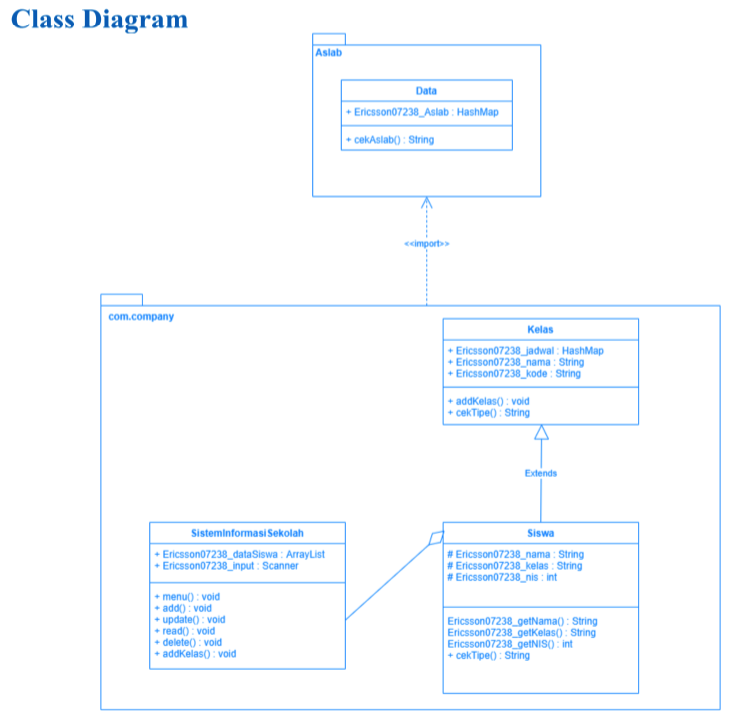 Class Diagram
Aslab
Data
+ Ericsson07238_Aslab : HashMap
+ cekAslab() : String
<<import>>
com.company
Kelas
+ Ericsson07238_jadwal : HashMap
+ Ericsson07238_nama : String
+ Ericsson07238_kode : String
+ addKelas() : void
+ cekTipe() : String
Extends
SistemInformasiSekolah
+ Ericsson07238_dataSiswa : ArrayList
+ Ericsson07238_input : Scanner
+ menu() : void
+ add() : void
+ update() : void
+ read() : void
+ delete() : void
+ addKelas() : void
Siswa
# Ericsson07238_nama : String
# Ericsson07238_kelas : String
# Ericsson07238_nis : int
Ericsson07238_getNama() : String
Ericsson07238_getKelas() : String
Ericsson07238_getNIS() : int
+ cekTipe() : String